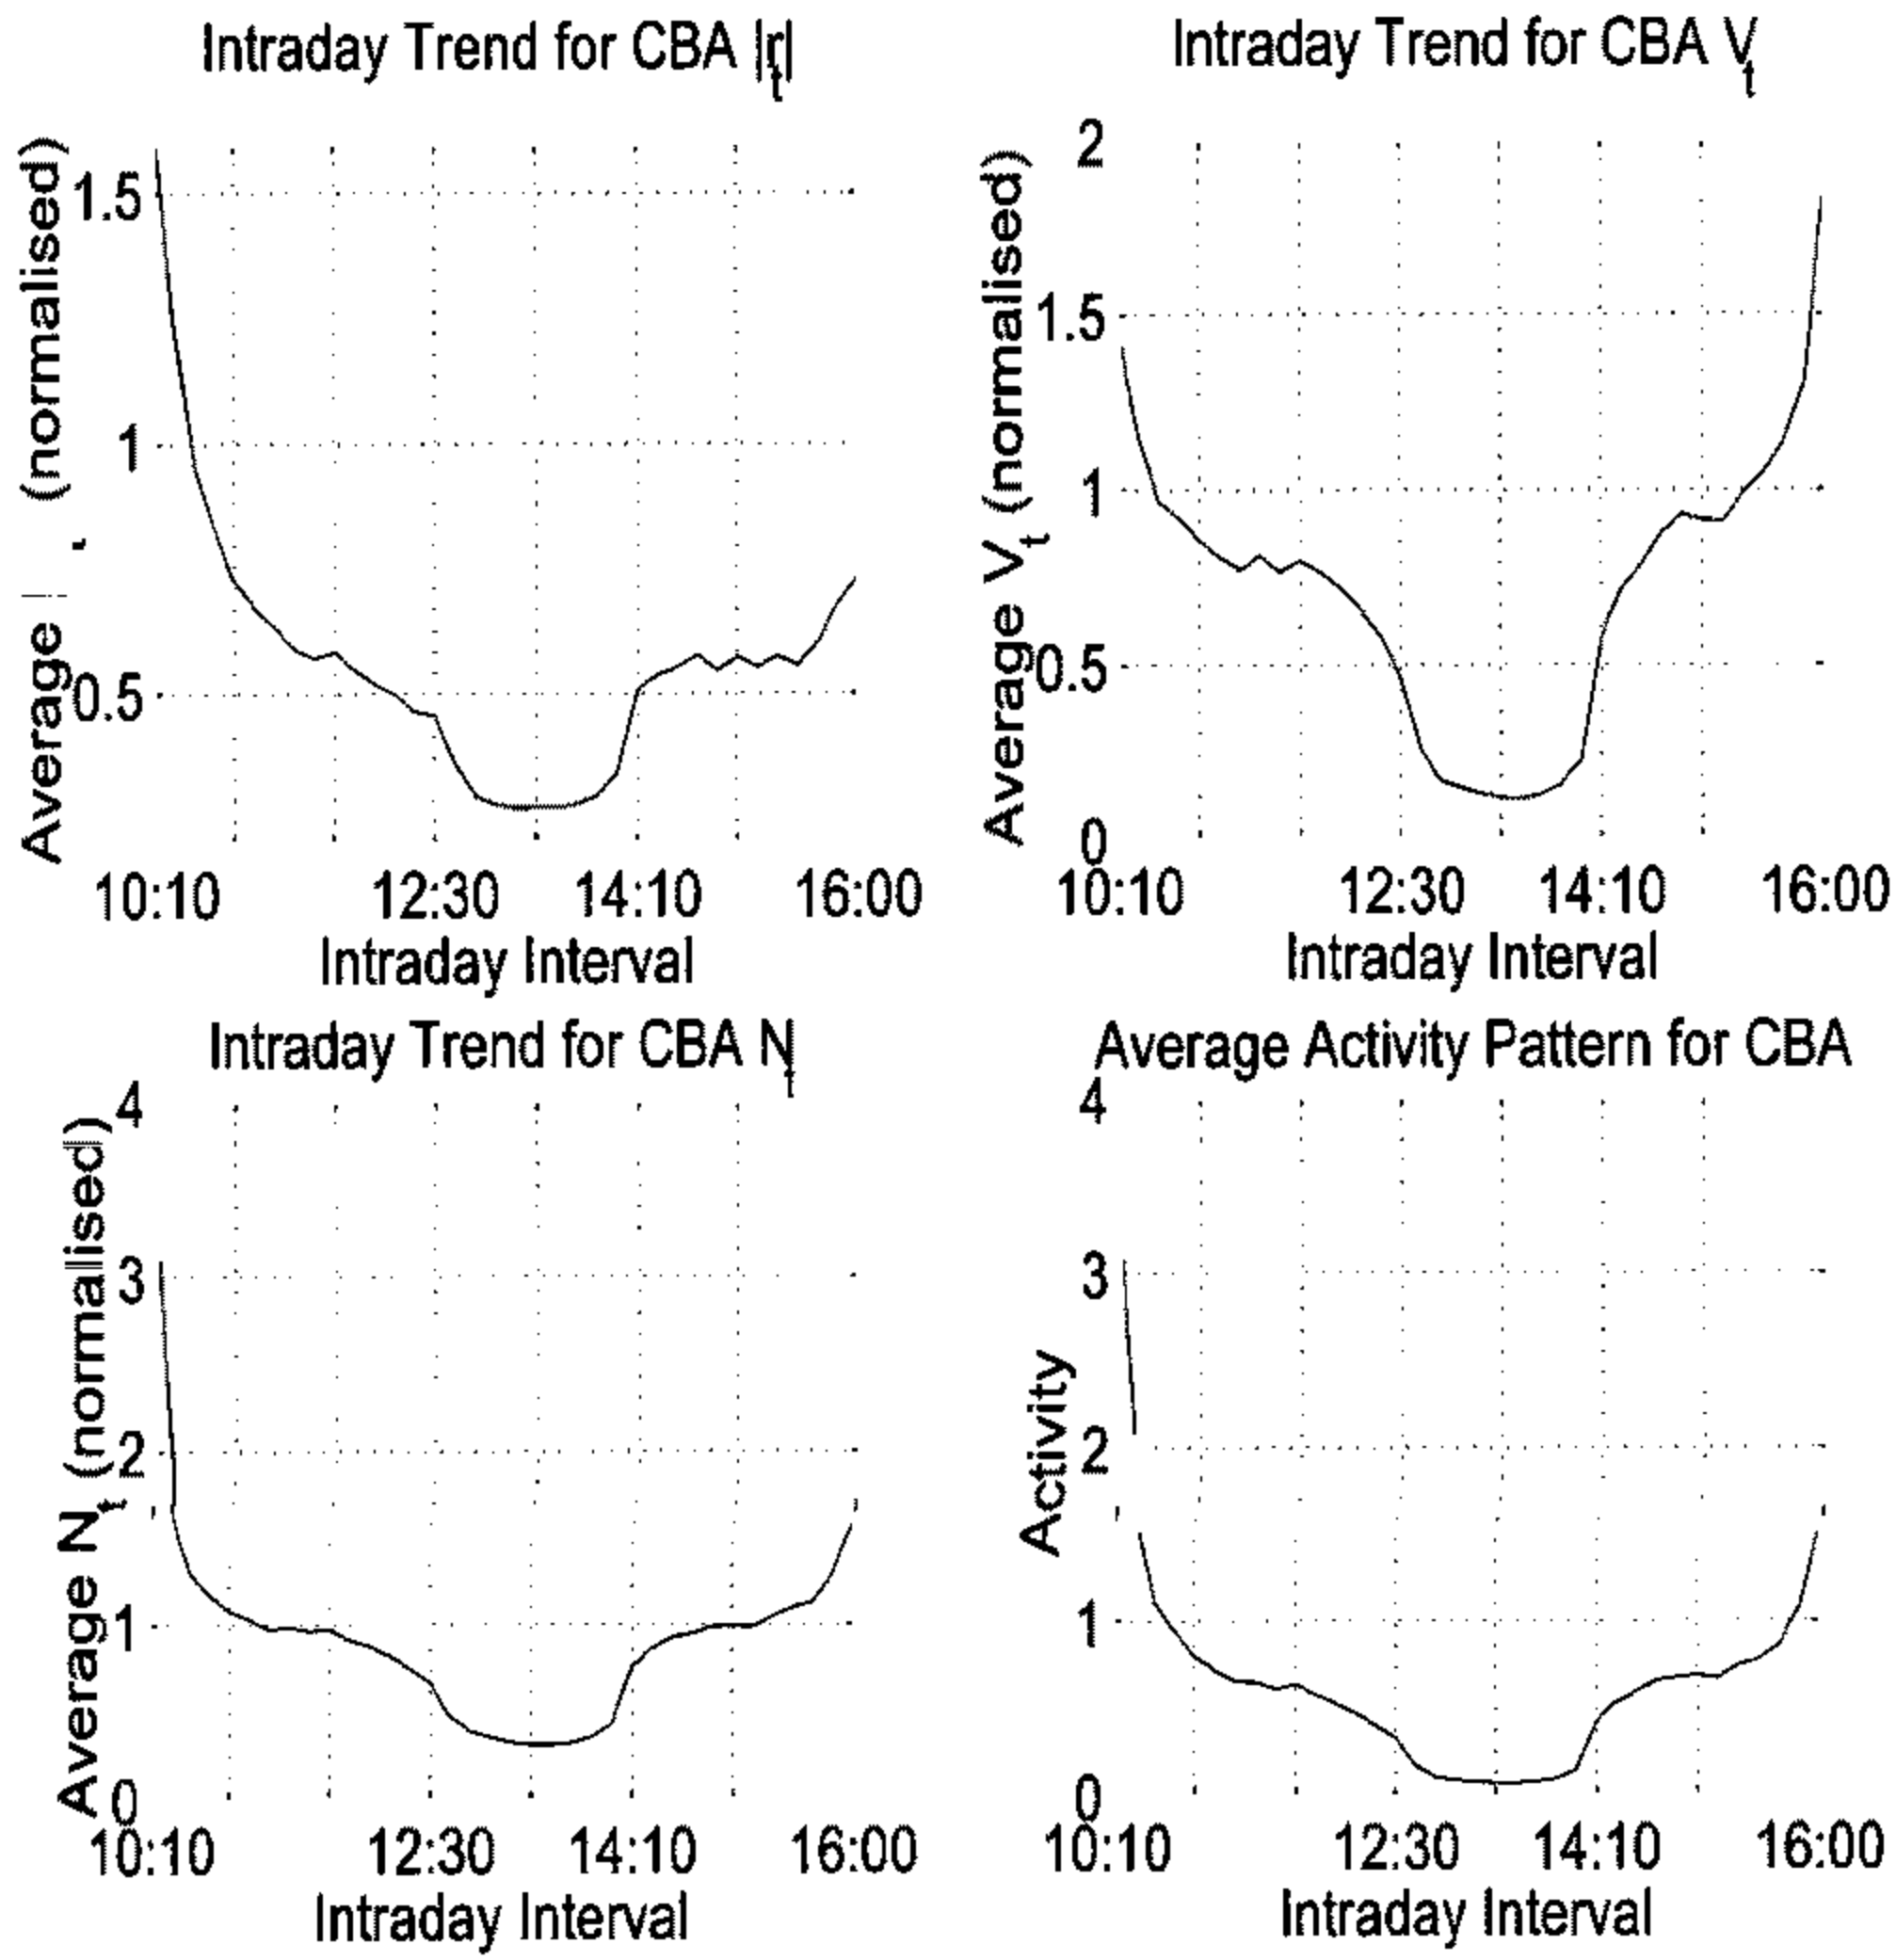 Intraday Trend for CBA |r_t|
Average | . (normalised)
1.5
1
0.5
10:10 12:30 14:10 16:00
Intraday Interval
Intraday Trend for CBA V_t
Average V_t (normalised)
2
1.5
1
0.5
0
10:10 12:30 14:10 16:00
Intraday Interval
Intraday Trend for CBA N_t
Average N_t (normalised)
4
3
2
1
0
10:10 12:30 14:10 16:00
Intraday Interval
Average Activity Pattern for CBA
Activity
4
3
2
1
0
10:10 12:30 14:10 16:00
Intraday Interval